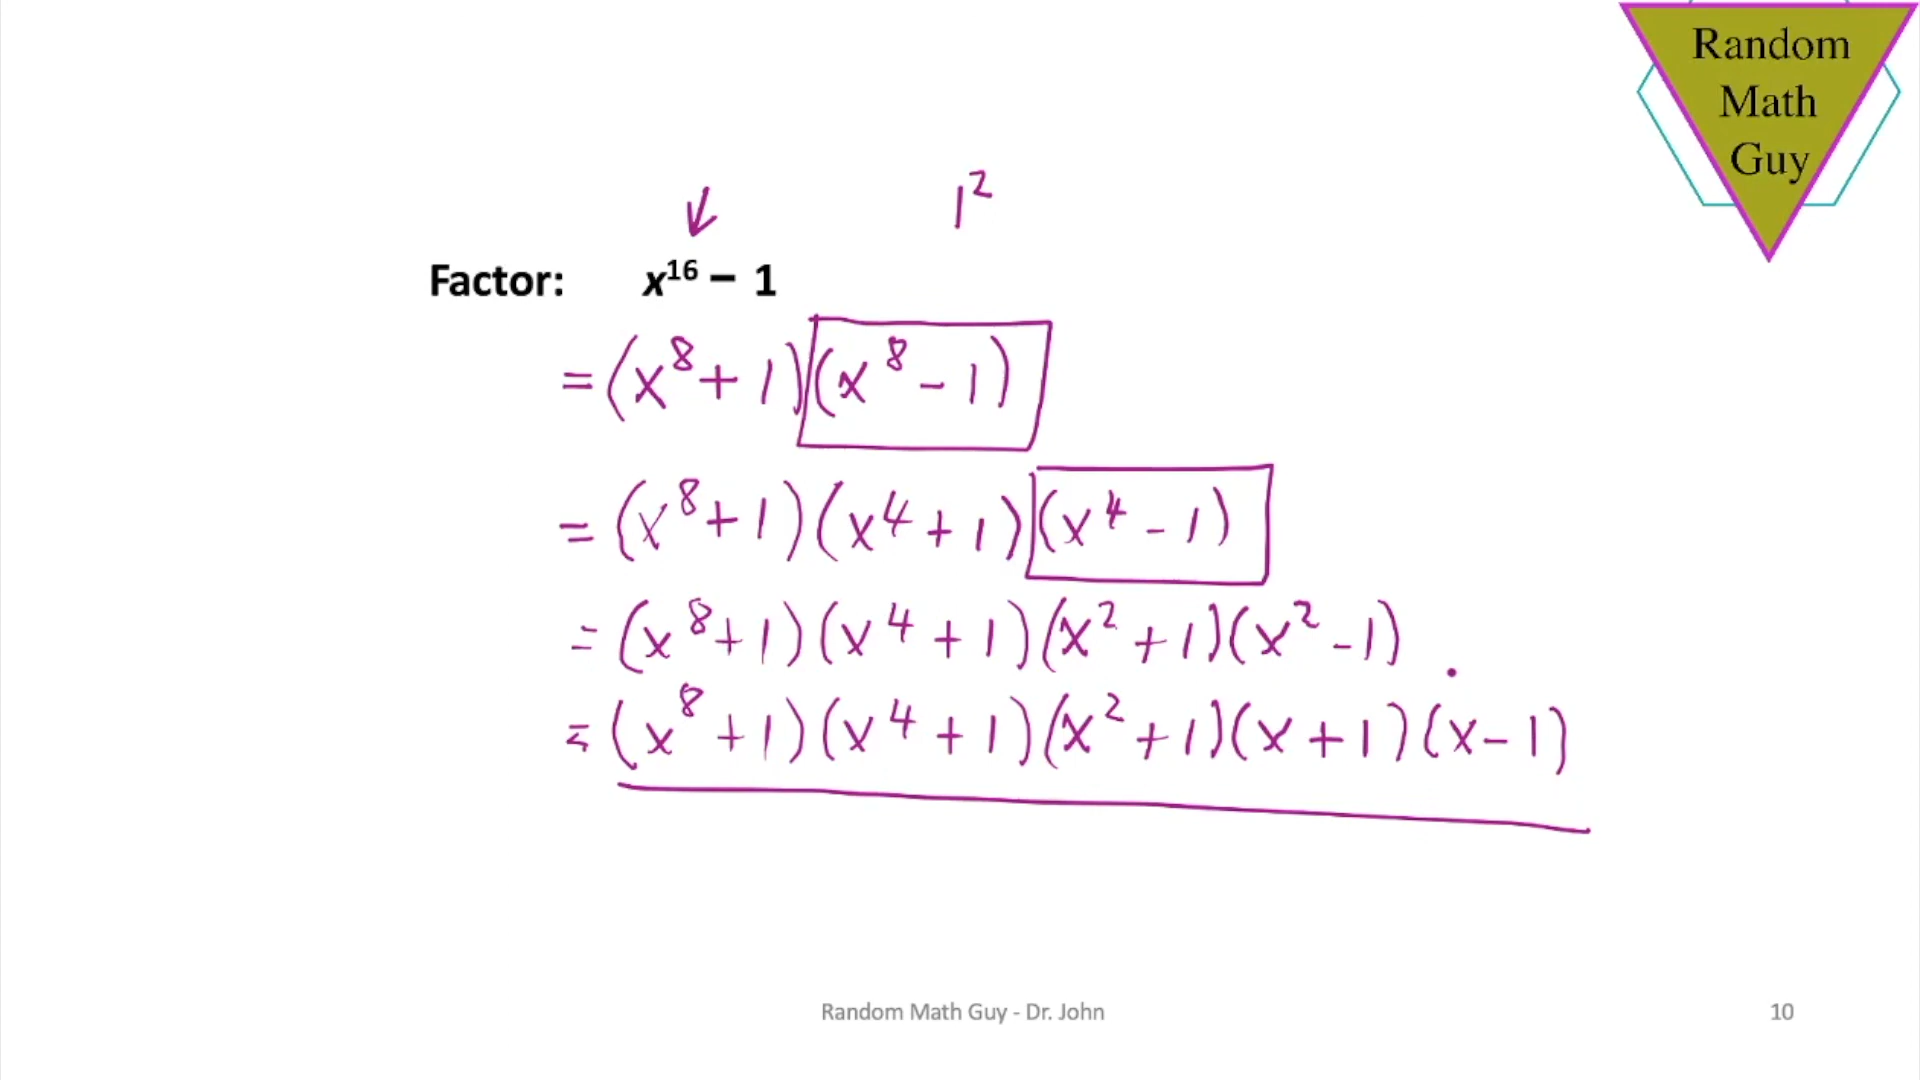 Random
Math
Guy
1²
Factor: x¹⁶ − 1
= (x⁸ + 1)(x⁸ − 1)
= (x⁸ + 1)(x⁴ + 1)(x⁴ − 1)
= (x⁸ + 1)(x⁴ + 1)(x² + 1)(x² − 1) .
= (x⁸ + 1)(x⁴ + 1)(x² + 1)(x + 1)(x − 1)
Random Math Guy - Dr. John
10